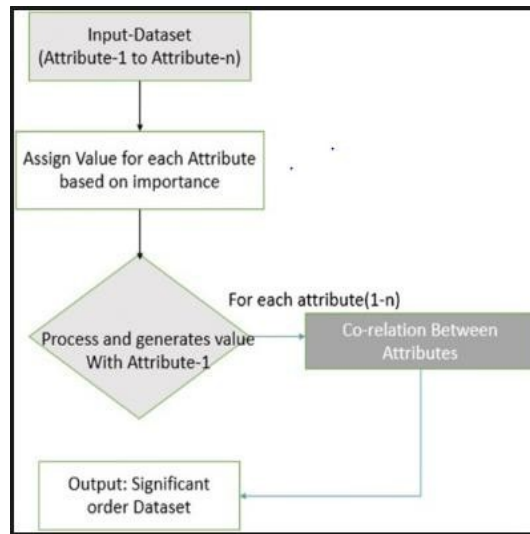 Input-Dataset
(Attribute-1 to Attribute-n)
Assign Value for each Attribute
based on importance
For each attribute(1-n)
Process and generates value
With Attribute-1
Co-relation Between
Attributes
Output: Significant
order Dataset